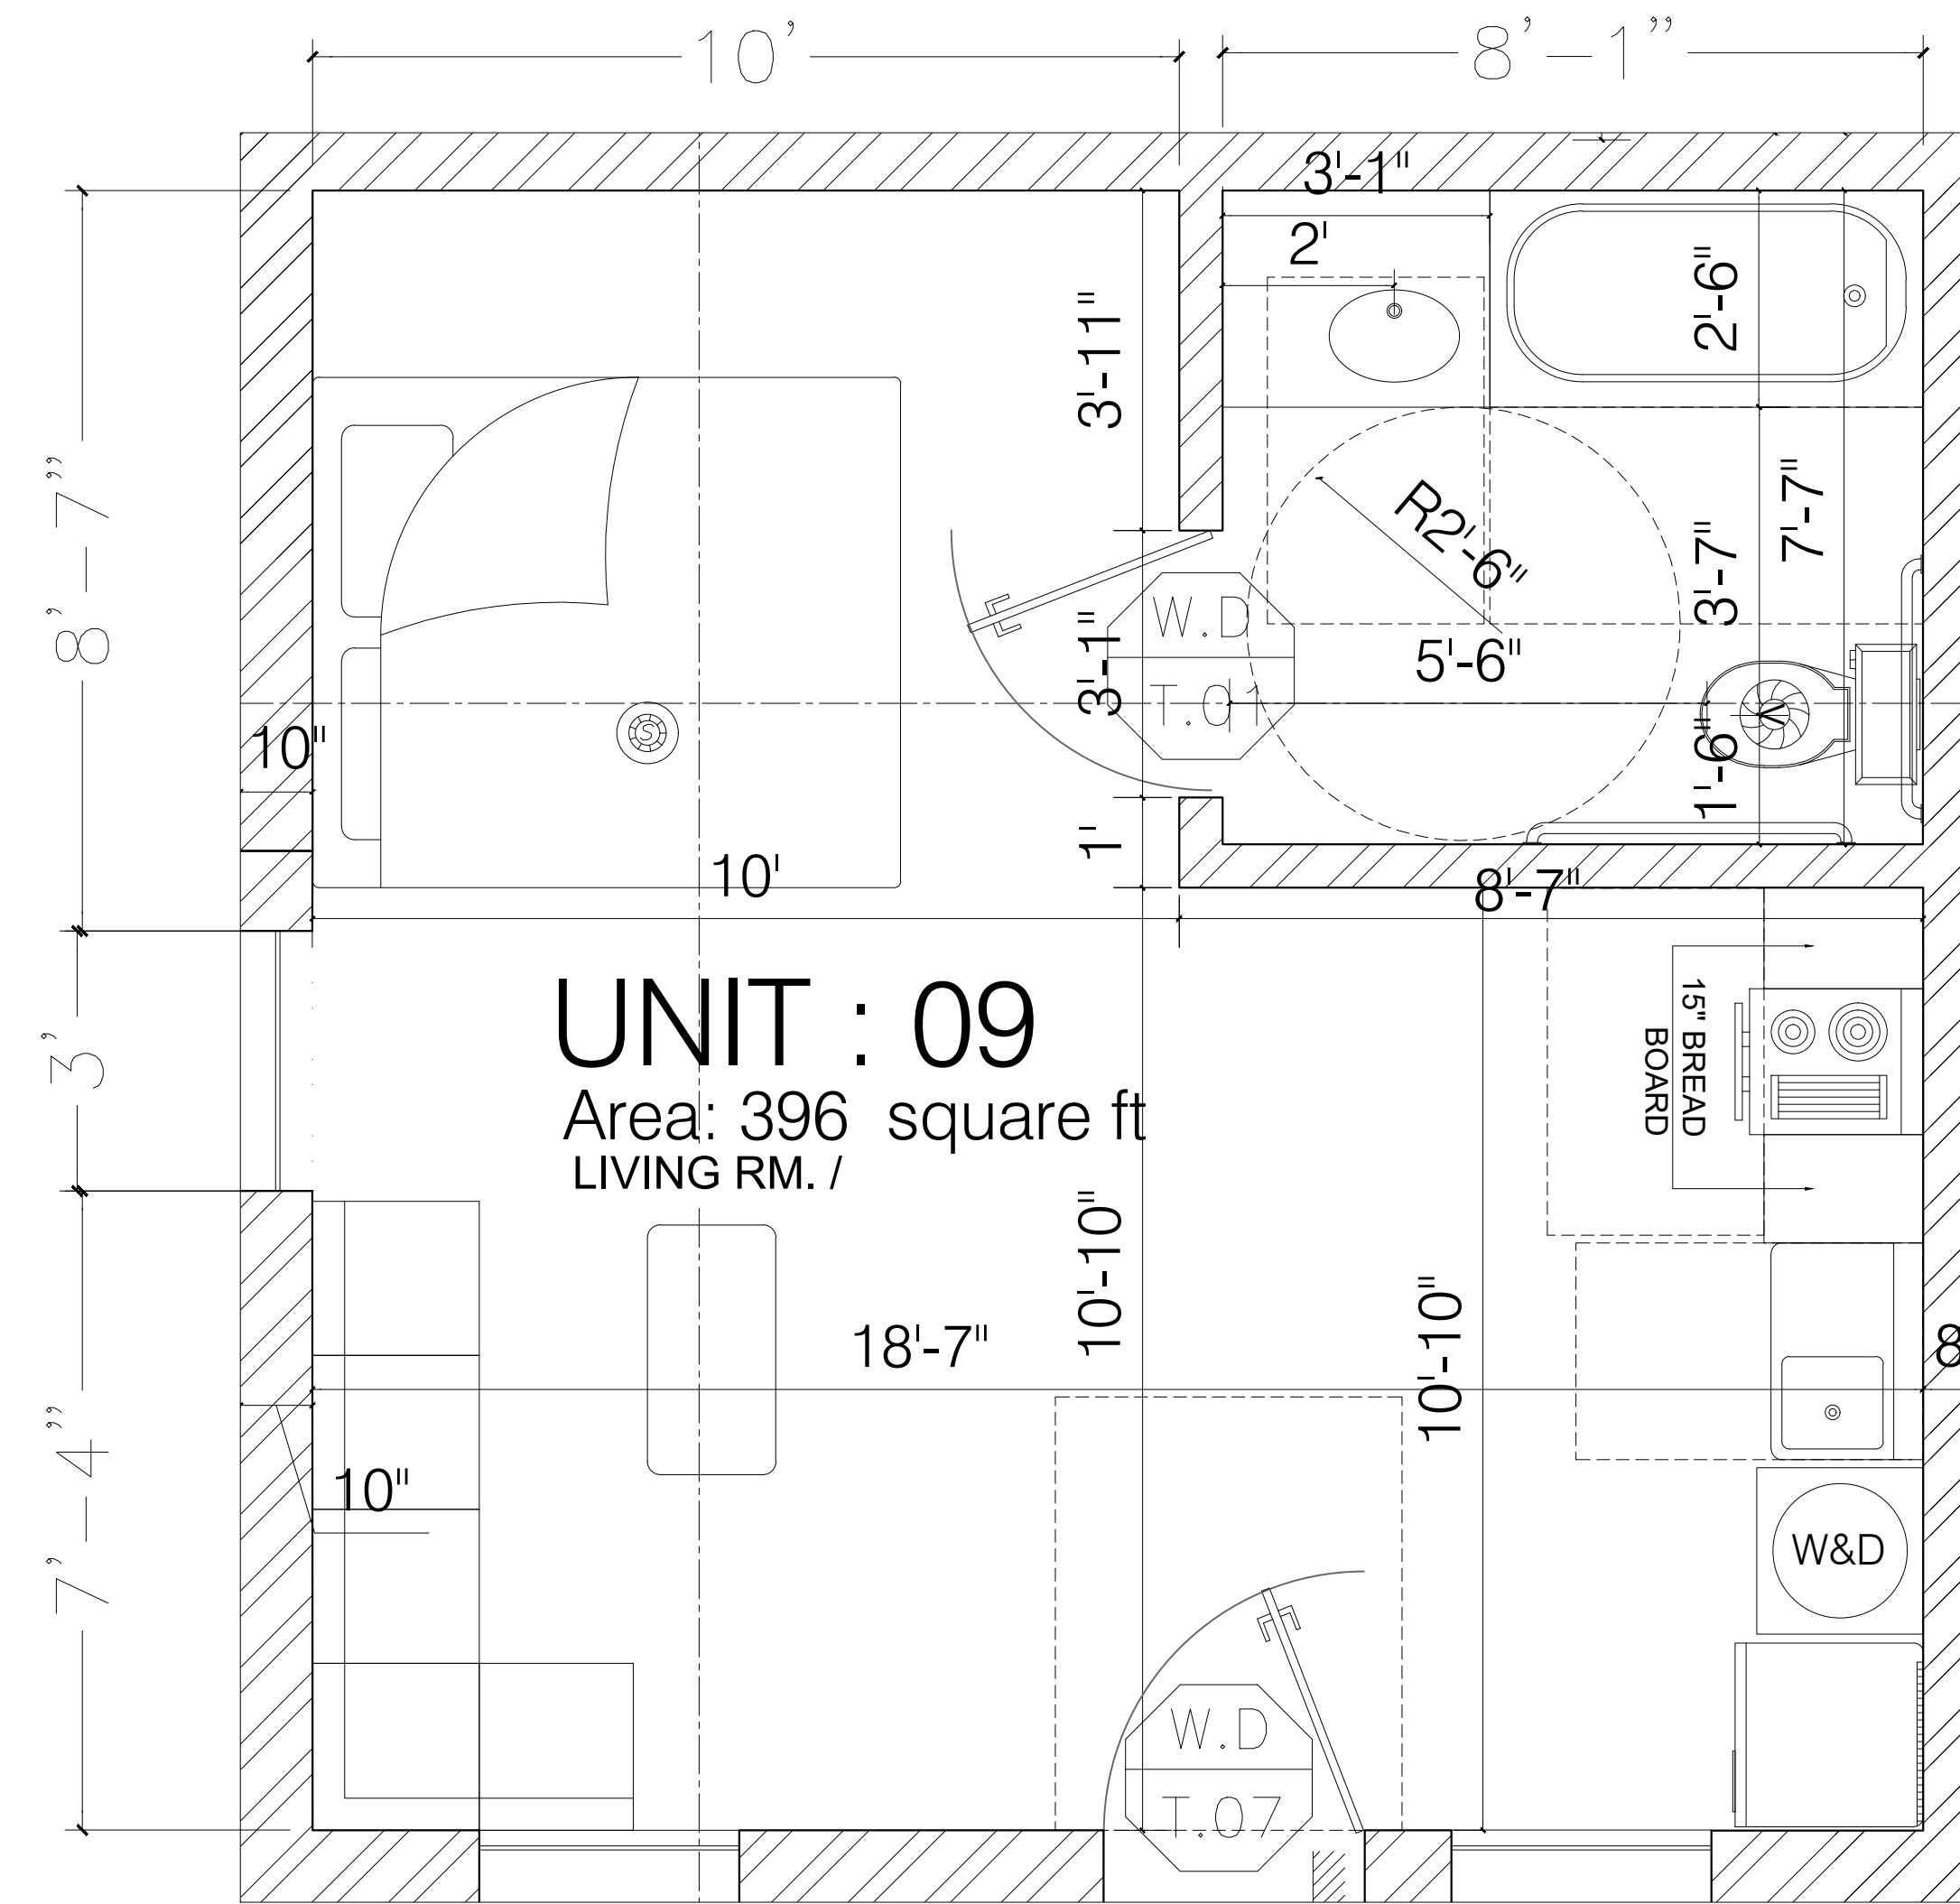 10'
8'-1"
3'-1"
2'
2'-6"
3'-11"
8'-7"
R2'-6"
7'-7"
3'-7"
W.D
T.01
3'-1"
5'-6"
V
S
10"
1'-6"
1'
10'
8'-7"
UNIT : 09
Area: 396 square ft
LIVING RM. /
3'
15" BREAD
BOARD
10'-10"
10'-10"
18'-7"
8
7'-4"
10"
W&D
W.D
T.07